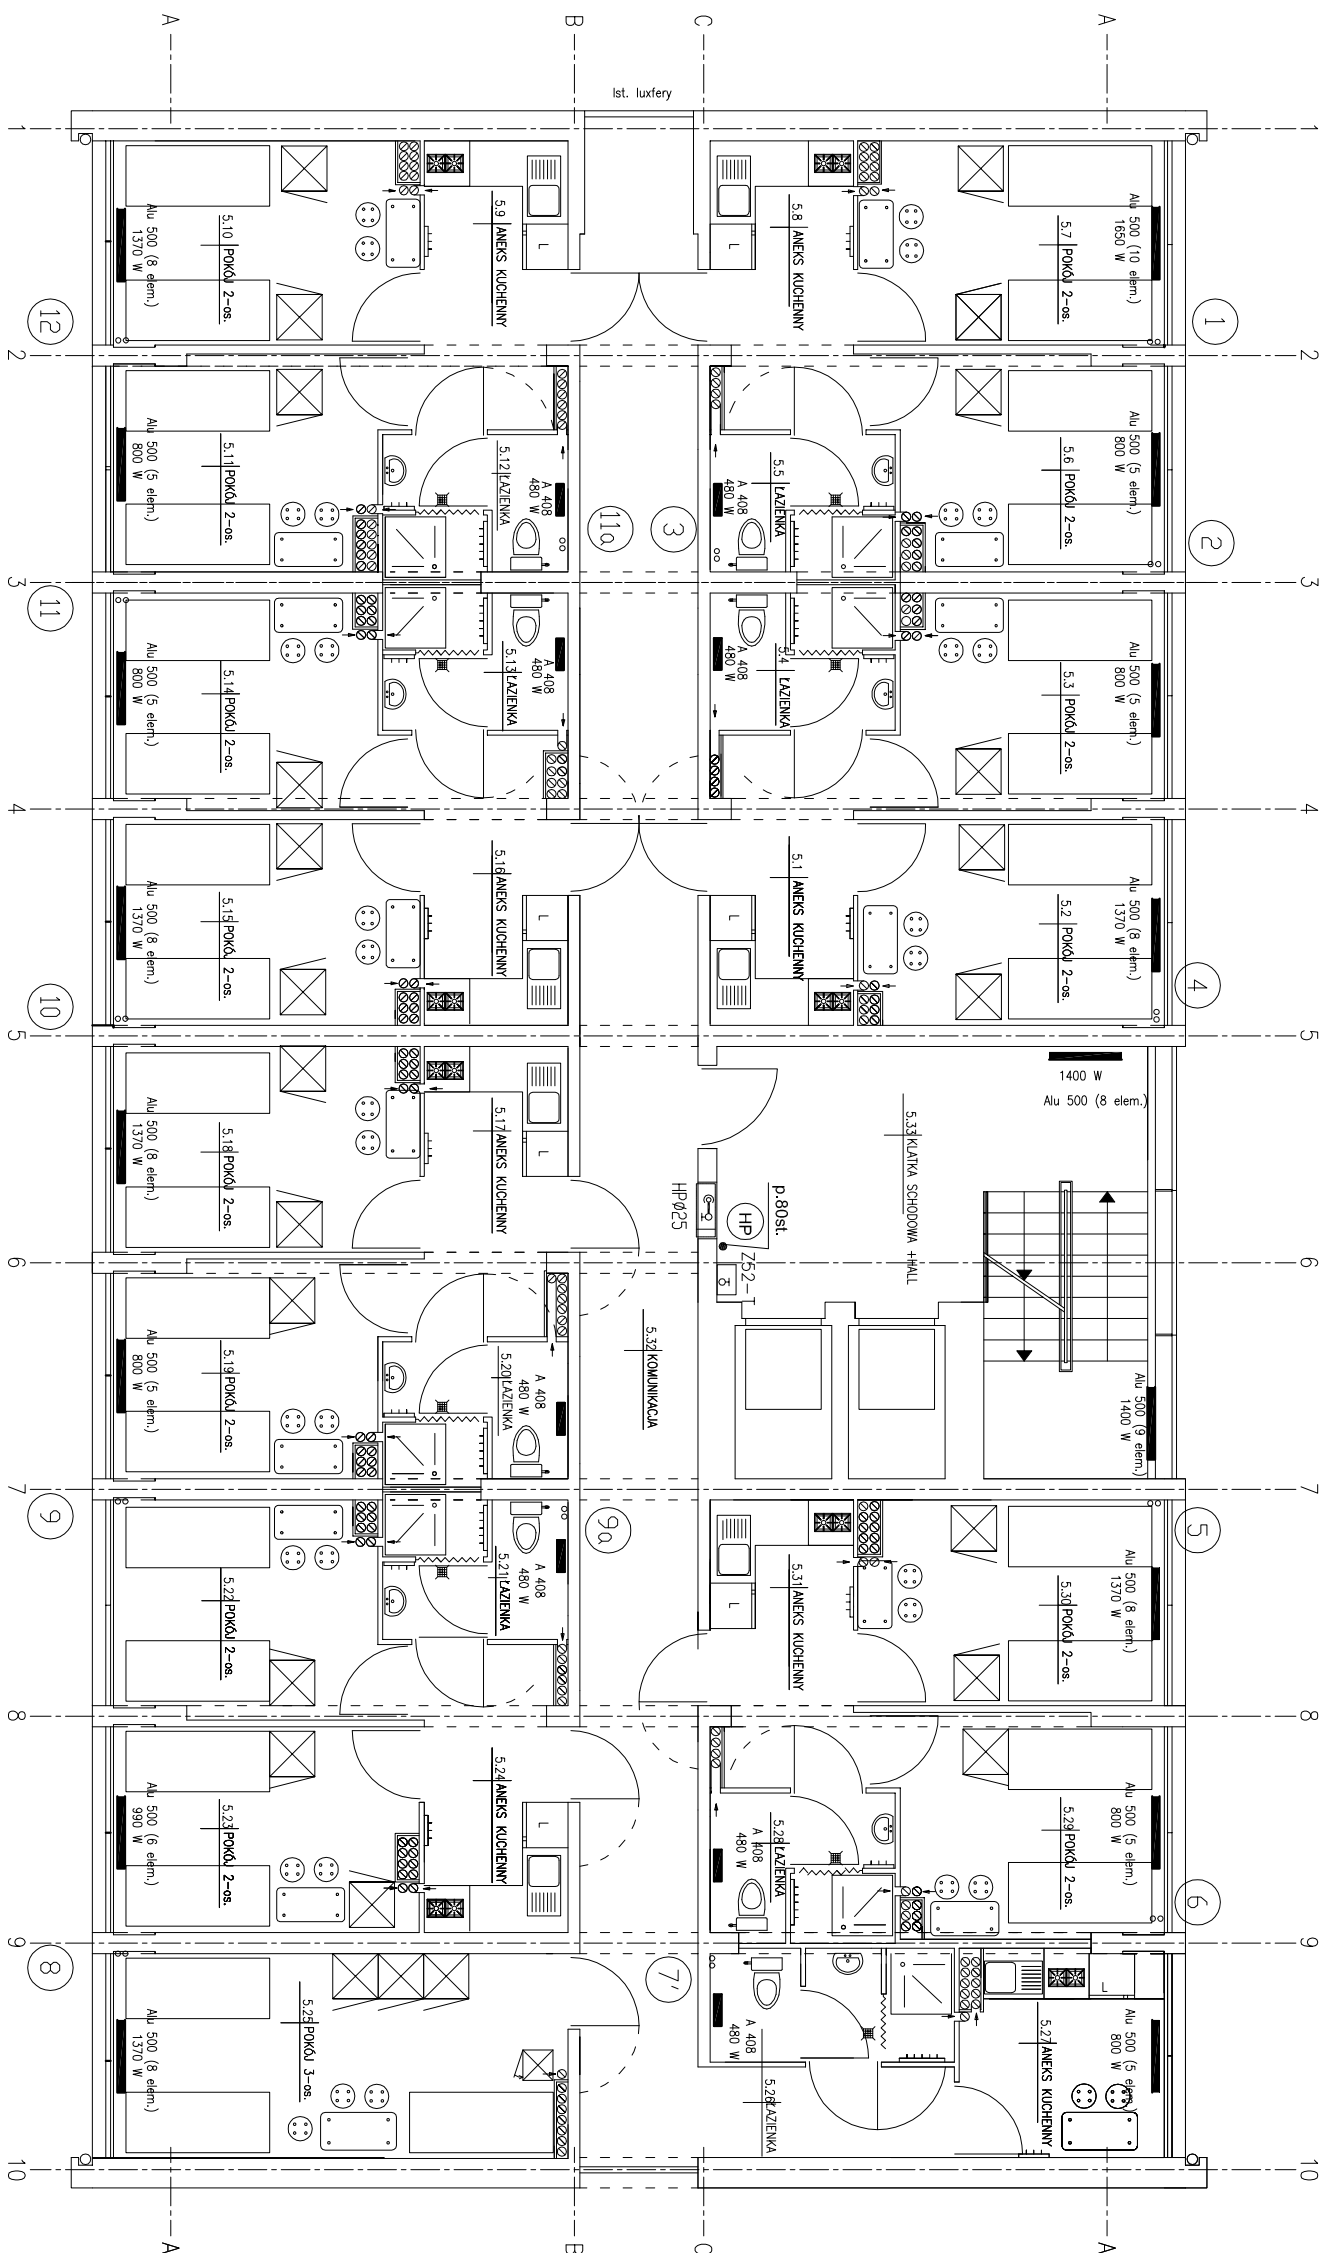 A
B
C
A
Ist. luxfery
1
1
Alu 500 (8 elem.)
1370 W
5.10 POKÓJ 2-os.
5.9 ANEKS KUCHENNY
L
5.8 ANEKS KUCHENNY
L
5.7 POKÓJ 2-os.
Alu 500 (10 elem.)
1650 W
12
1
2
2
Alu 500 (5 elem.)
800 W
5.11 POKÓJ 2-os.
5.12 ŁAZIENKA
A 408
480 W
11a
3
A 408
480 W
5.5 ŁAZIENKA
5.6 POKÓJ 2-os.
Alu 500 (5 elem.)
800 W
2
3
3
11
Alu 500 (5 elem.)
800 W
5.14 POKÓJ 2-os.
5.13 ŁAZIENKA
A 408
480 W
A 408
480 W
5.4 ŁAZIENKA
5.3 POKÓJ 2-os.
Alu 500 (5 elem.)
800 W
4
4
Alu 500 (8 elem.)
1370 W
5.15 POKÓJ 2-os.
5.16 ANEKS KUCHENNY
L
5.1 ANEKS KUCHENNY
L
5.2 POKÓJ 2-os.
Alu 500 (8 elem.)
1370 W
10
4
5
5
Alu 500 (8 elem.)
1370 W
5.18 POKÓJ 2-os.
5.17 ANEKS KUCHENNY
L
1400 W
Alu 500 (8 elem.)
5.33 KLATKA SCHODOWA +HALL
HPø25
HP
p.80st.
Z52-T
6
6
Alu 500 (5 elem.)
800 W
5.19 POKÓJ 2-os.
5.20 ŁAZIENKA
A 408
480 W
5.32 KOMUNIKACJA
Alu 500 (9 elem.)
1400 W
7
7
9
9a
5
Alu 500 (5 elem.)
800 W
5.22 POKÓJ 2-os.
5.21 ŁAZIENKA
A 408
480 W
L
5.31 ANEKS KUCHENNY
5.30 POKÓJ 2-os.
Alu 500 (8 elem.)
1370 W
8
8
Alu 500 (6 elem.)
990 W
5.23 POKÓJ 2-os.
5.24 ANEKS KUCHENNY
L
A 408
480 W
5.28 ŁAZIENKA
5.29 POKÓJ 2-os.
Alu 500 (5 elem.)
800 W
6
9
9
8
7'
Alu 500 (8 elem.)
1370 W
5.25 POKÓJ 3-os.
A 408
480 W
5.26 ŁAZIENKA
5.27 ANEKS KUCHENNY
L
Alu 500 (5 elem.)
800 W
10
10
A
B
C
A